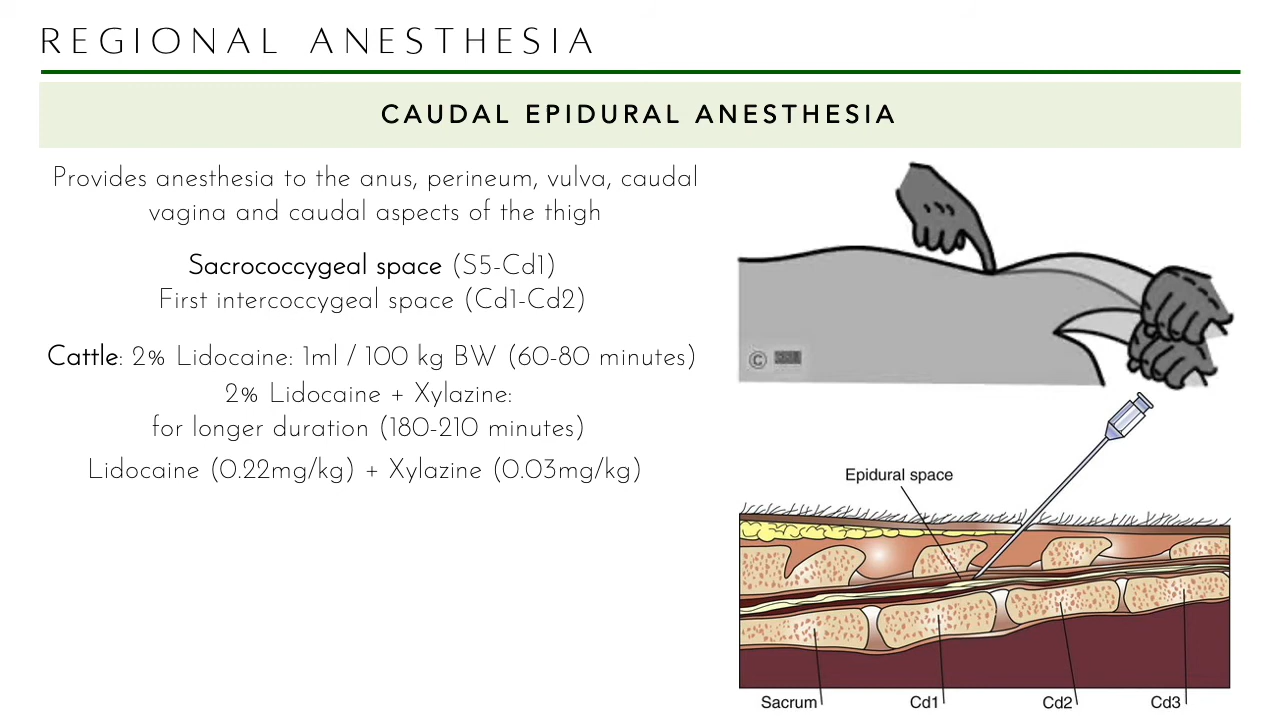 REGIONAL ANESTHESIA
CAUDAL EPIDURAL ANESTHESIA
Provides anesthesia to the anus, perineum, vulva, caudal
vagina and caudal aspects of the thigh
Sacrococcygeal space (S5-Cd1)
First intercoccygeal space (Cd1-Cd2)
Cattle: 2% Lidocaine: 1ml / 100 kg BW (60-80 minutes)
2% Lidocaine + Xylazine:
for longer duration (180-210 minutes)
Lidocaine (0.22mg/kg) + Xylazine (0.03mg/kg)
©
Epidural space
Sacrum Cd1 Cd2 Cd3